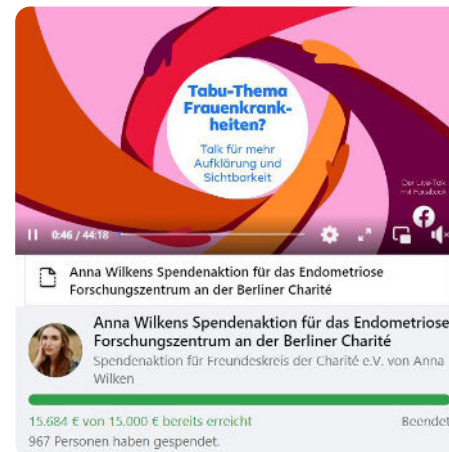 Tabu-Thema
Frauenkrank-
heiten?
Talk für mehr
Aufklärung und
Sichtbarkeit
Der Live-Talk
mit Facebook
0:46 / 44:18
Anna Wilkens Spendenaktion für das Endometriose
Forschungszentrum an der Berliner Charité
Anna Wilkens Spendenaktion für das Endometriose
Forschungszentrum an der Berliner Charité
Spendenaktion für Freundeskreis der Charité e.V. von Anna
Wilken
15.684 € von 15.000 € bereits erreicht
Beendet
967 Personen haben gespendet.